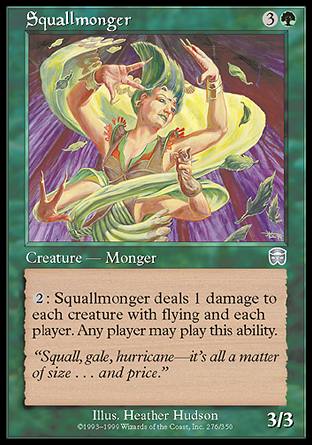 Squallmonger 3
Creature — Monger
2: Squallmonger deals 1 damage to
each creature with flying and each
player. Any player may play this ability.
“Squall, gale, hurricane—it’s all a matter
of size . . . and price.”
Illus. Heather Hudson
3/3
©1993–1999 Wizards of the Coast, Inc. 276/350